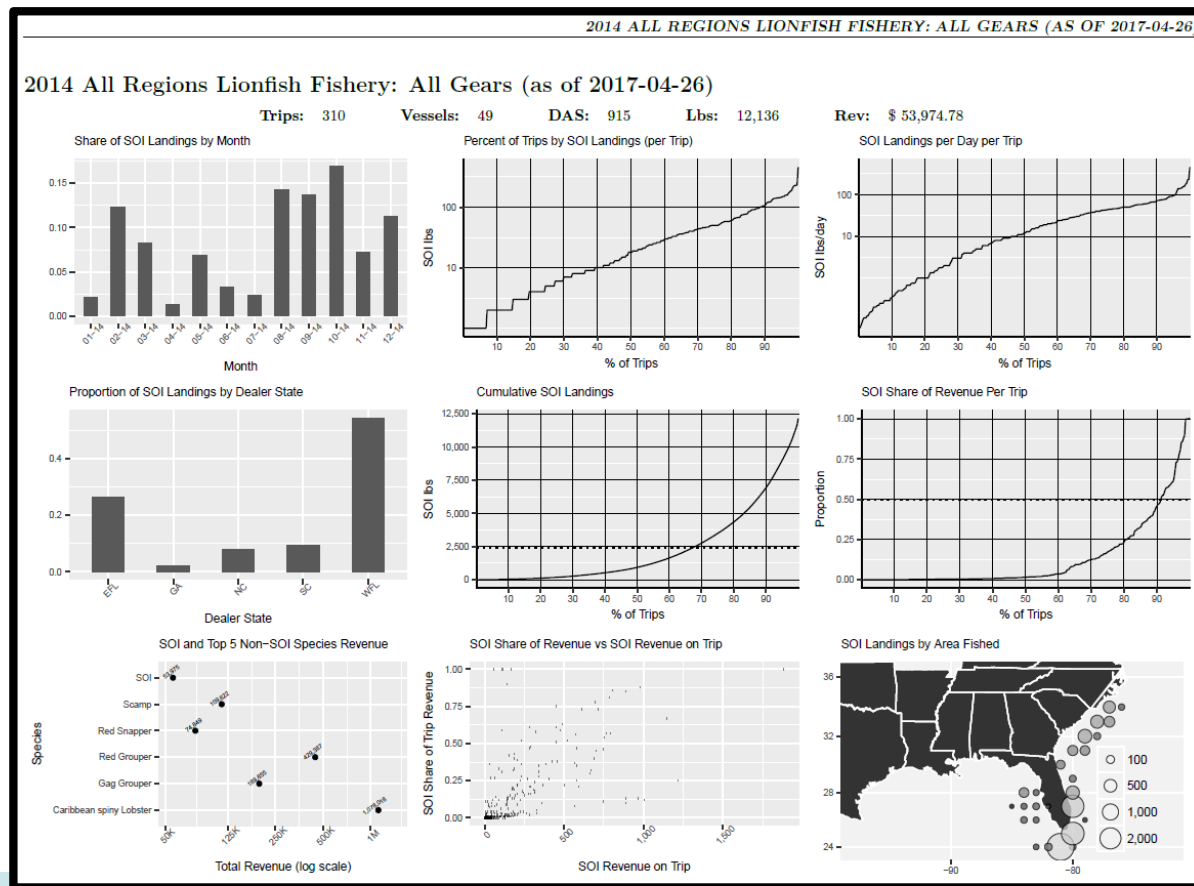 2014 ALL REGIONS LIONFISH FISHERY: ALL GEARS (AS OF 2017-04-26)
2014 All Regions Lionfish Fishery: All Gears (as of 2017-04-26)
Trips: 310 Vessels: 49 DAS: 915 Lbs: 12,136 Rev: $ 53,974.78
Share of SOI Landings by Month
0.15
0.10
0.05
0.00
01-14 02-14 03-14 04-14 05-14 06-14 07-14 08-14 09-14 10-14 11-14 12-14
Month
Percent of Trips by SOI Landings (per Trip)
SOI lbs
100
10
10 20 30 40 50 60 70 80 90
% of Trips
SOI Landings per Day per Trip
SOI lbs/day
100
10
10 20 30 40 50 60 70 80 90
% of Trips
Proportion of SOI Landings by Dealer State
0.4
0.2
0.0
EFL GA NC SC WFL
Dealer State
Cumulative SOI Landings
SOI lbs
12,500
10,000
7,500
5,000
2,500
0
10 20 30 40 50 60 70 80 90
% of Trips
SOI Share of Revenue Per Trip
Proportion
1.00
0.75
0.50
0.25
0.00
10 20 30 40 50 60 70 80 90
% of Trips
SOI and Top 5 Non-SOI Species Revenue
Species
SOI 53,975
Scamp
Red Snapper
Red Grouper
Gag Grouper
Caribbean spiny Lobster
50K 125K 250K 500K 1M
Total Revenue (log scale)
SOI Share of Revenue vs SOI Revenue on Trip
SOI Share of Trip Revenue
1.00
0.75
0.50
0.25
0.00
0 500 1,000 1,500
SOI Revenue on Trip
SOI Landings by Area Fished
36
32
28
24
-90 -80
100
500
1,000
2,000